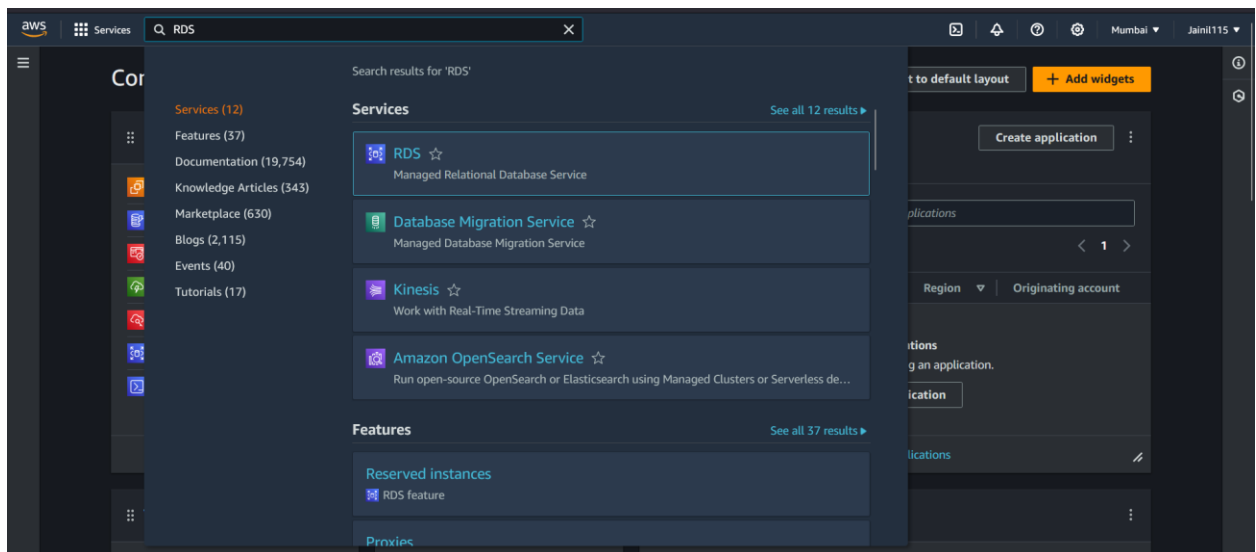 aws
Services
RDS
Mumbai ▼
Jainil115 ▼
Cor
t to default layout
+ Add widgets
Search results for 'RDS'
Services (12)
Features (37)
Documentation (19,754)
Knowledge Articles (343)
Marketplace (630)
Blogs (2,115)
Events (40)
Tutorials (17)
Services
See all 12 results ▶
RDS
Managed Relational Database Service
Database Migration Service
Managed Database Migration Service
Kinesis
Work with Real-Time Streaming Data
Amazon OpenSearch Service
Run open-source OpenSearch or Elasticsearch using Managed Clusters or Serverless de...
Features
See all 37 results ▶
Reserved instances
RDS feature
Proxies
Create application
plications
1
Region
Originating account
tions
g an application.
ication
lications